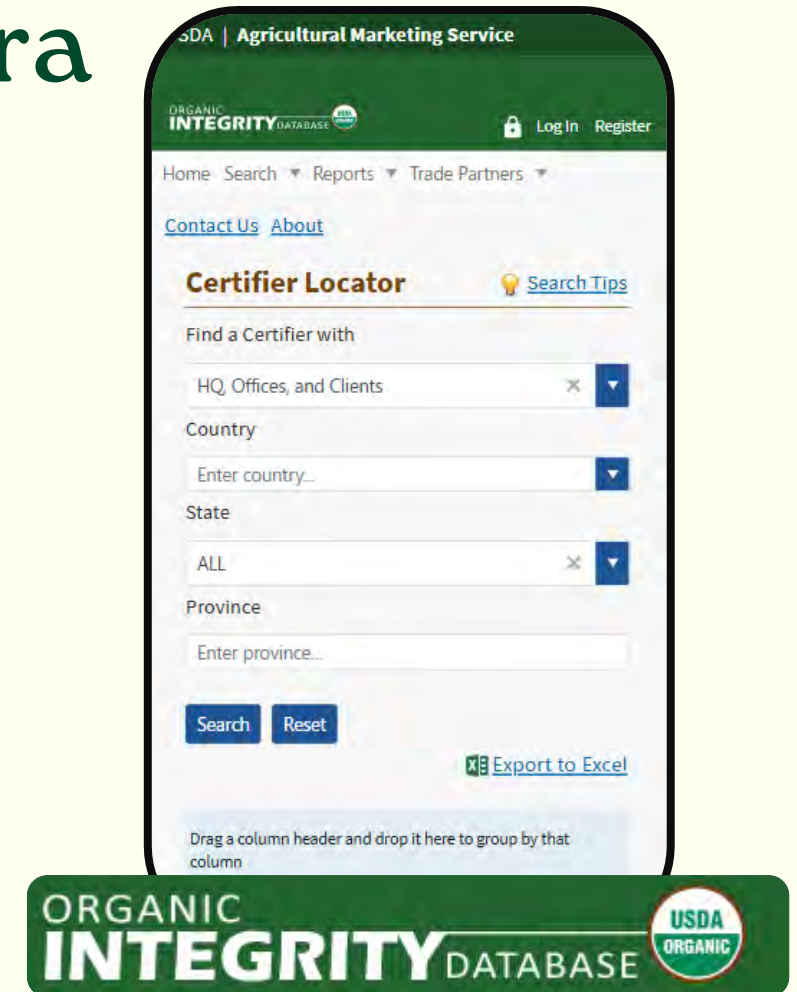 ra
SDA | Agricultural Marketing Service
ORGANIC
INTEGRITY DATABASE
Log In Register
Home Search Reports Trade Partners
Contact Us About
Certifier Locator Search Tips
Find a Certifier with
HQ, Offices, and Clients
Country
Enter country...
State
ALL
Province
Enter province...
Search Reset
Export to Excel
Drag a column header and drop it here to group by that
column
ORGANIC
INTEGRITY DATABASE
USDA
ORGANIC